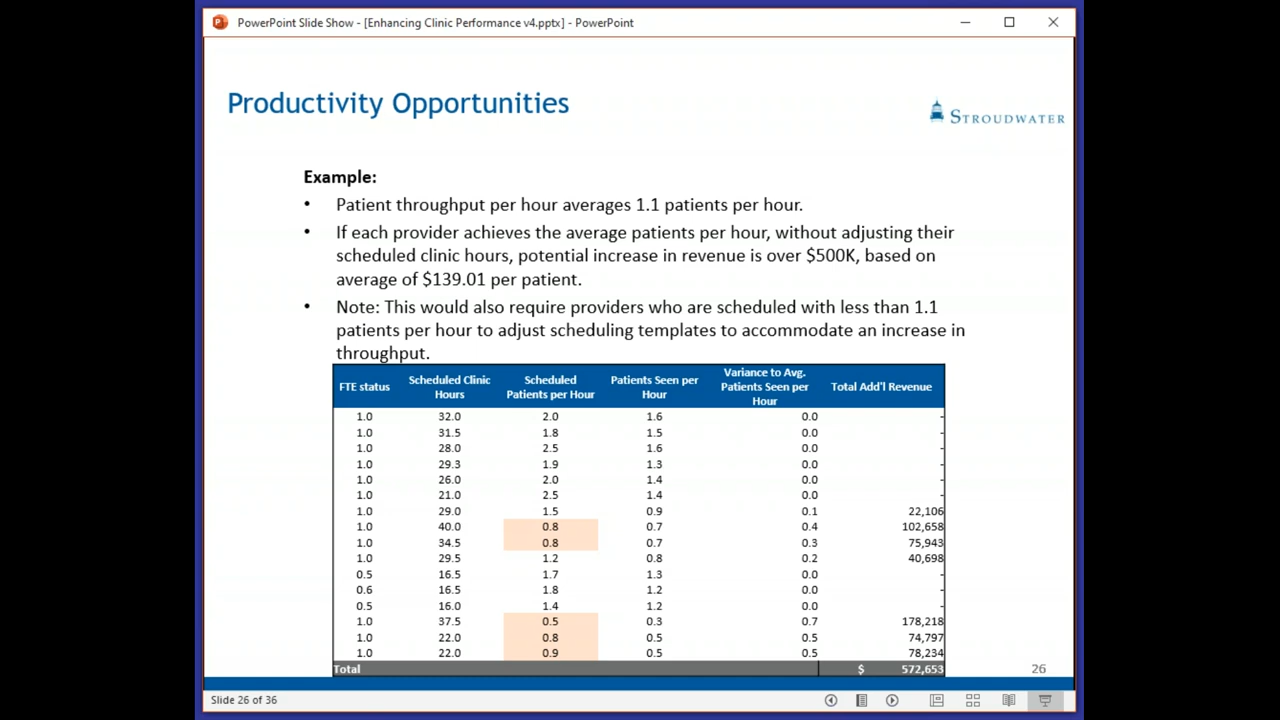 PowerPoint Slide Show - [Enhancing Clinic Performance v4.pptx] - PowerPoint
Productivity Opportunities
STROUDWATER
Example:
• Patient throughput per hour averages 1.1 patients per hour.
• If each provider achieves the average patients per hour, without adjusting their
scheduled clinic hours, potential increase in revenue is over $500K, based on
average of $139.01 per patient.
• Note: This would also require providers who are scheduled with less than 1.1
patients per hour to adjust scheduling templates to accommodate an increase in
throughput.
FTE status Scheduled Clinic Hours Scheduled Patients per Hour Patients Seen per Hour Variance to Avg. Patients Seen per Hour Total Add'l Revenue
1.0 32.0 2.0 1.6 0.0 -
1.0 31.5 1.8 1.5 0.0 -
1.0 28.0 2.5 1.6 0.0 -
1.0 29.3 1.9 1.3 0.0 -
1.0 26.0 2.0 1.4 0.0 -
1.0 21.0 2.5 1.4 0.0 -
1.0 29.0 1.5 0.9 0.1 22,106
1.0 40.0 0.8 0.7 0.4 102,658
1.0 34.5 0.8 0.7 0.3 75,943
1.0 29.5 1.2 0.8 0.2 40,698
0.5 16.5 1.7 1.3 0.0 -
0.6 16.5 1.8 1.2 0.0 -
0.5 16.0 1.4 1.2 0.0 -
1.0 37.5 0.5 0.3 0.7 178,218
1.0 22.0 0.8 0.5 0.5 74,797
1.0 22.0 0.9 0.5 0.5 78,234
Total $ 572,653
26
Slide 26 of 36